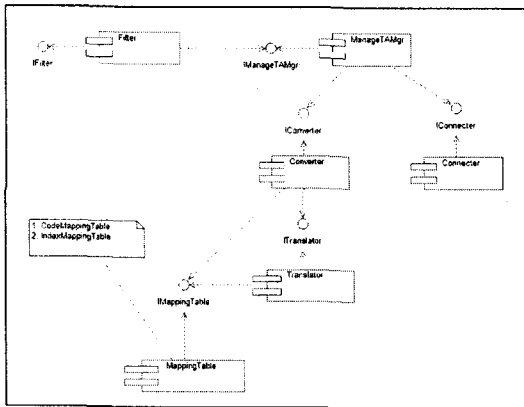 Filter
ManageTAMgr
IFilter
IManageTAMgr
IConverter
IConnecter
Converter
Connecter
1. CodeMappingTable
2. IndexMappingTable
ITranslator
Translator
IMappingTable
MappingTable